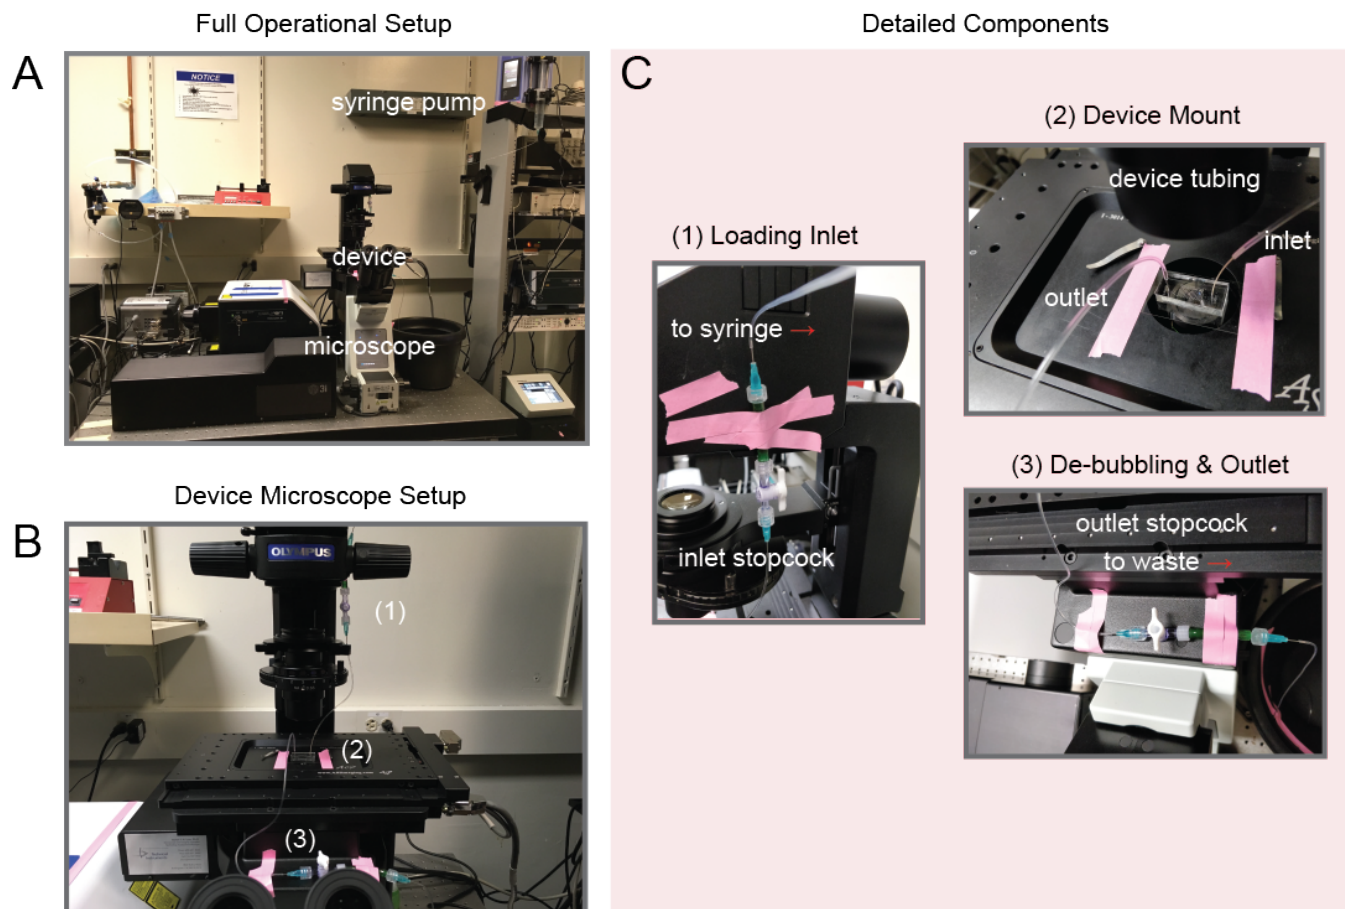 Full Operational Setup
Detailed Components
A
NOTICE
syringe pump
device
microscope
Device Microscope Setup
B
OLYMPUS
(1)
(2)
(3)
C
(1) Loading Inlet
to syringe →
inlet stopcock
(2) Device Mount
device tubing
inlet
outlet
AS
(3) De-bubbling & Outlet
outlet stopcock
to waste →